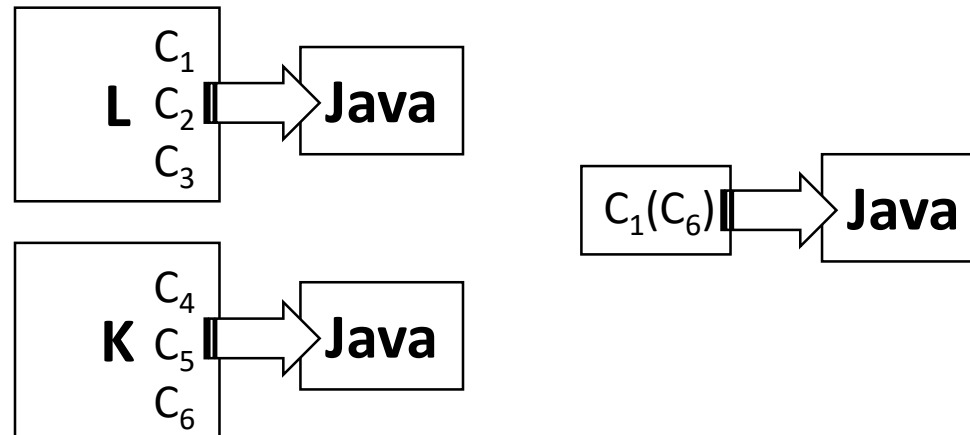 C₁
L C₂ Java
C₃
C₄
K C₅ Java
C₆
C₁(C₆) Java